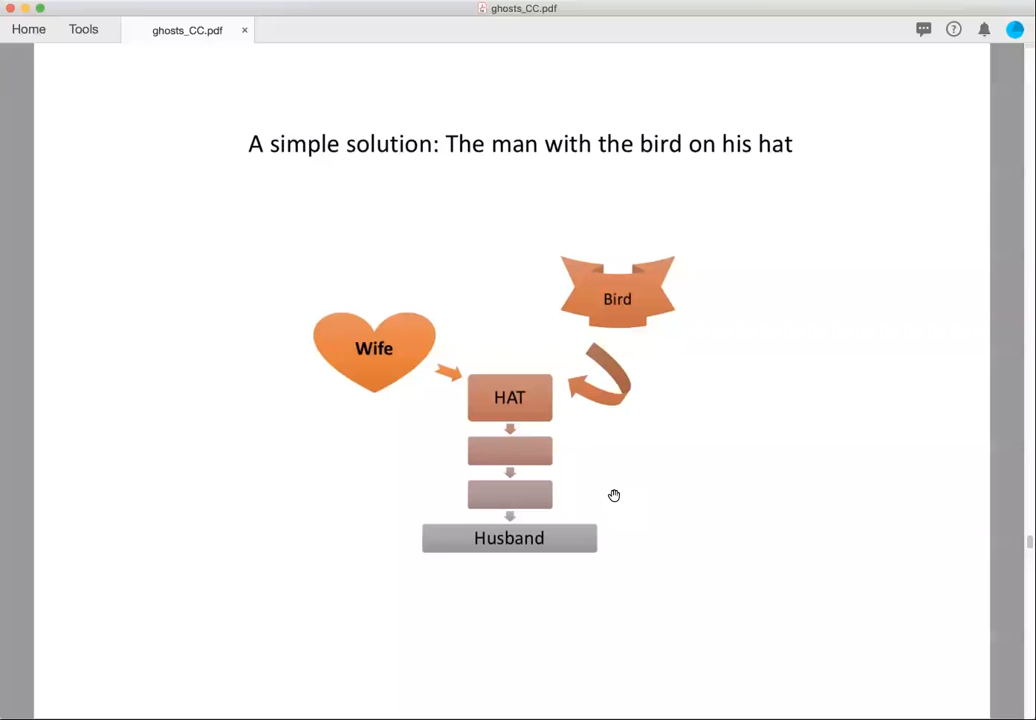 ghosts_CC.pdf
Home
Tools
ghosts_CC.pdf
A simple solution: The man with the bird on his hat
Bird
Wife
HAT
Husband